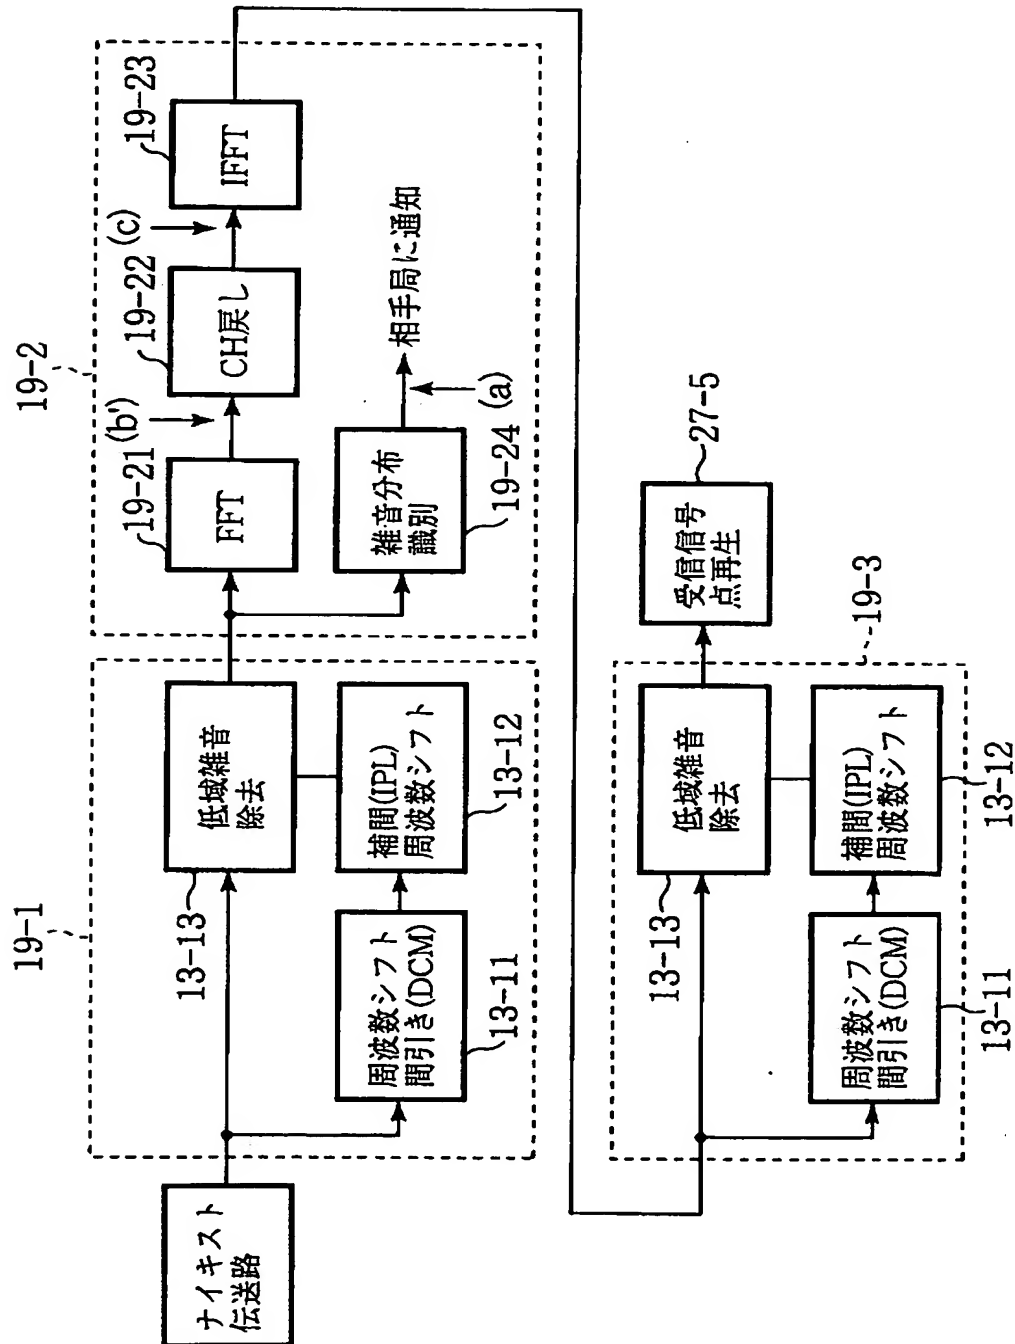 19-1
19-2
ナイキスト
伝送路
13-13
低域雑音
除去
周波数シフト
間引き(DCM)
13-11
補間(IPL)
周波数シフト
13-12
19-21
FFT
(b')
19-22
CH戻し
(c)
19-23
IFFT
雑音分布
識別
19-24
(a)
相手局に通知
13-13
低域雑音
除去
周波数シフト
間引き(DCM)
13-11
補間(IPL)
周波数シフト
13-12
19-3
受信信号
点再生
27-5